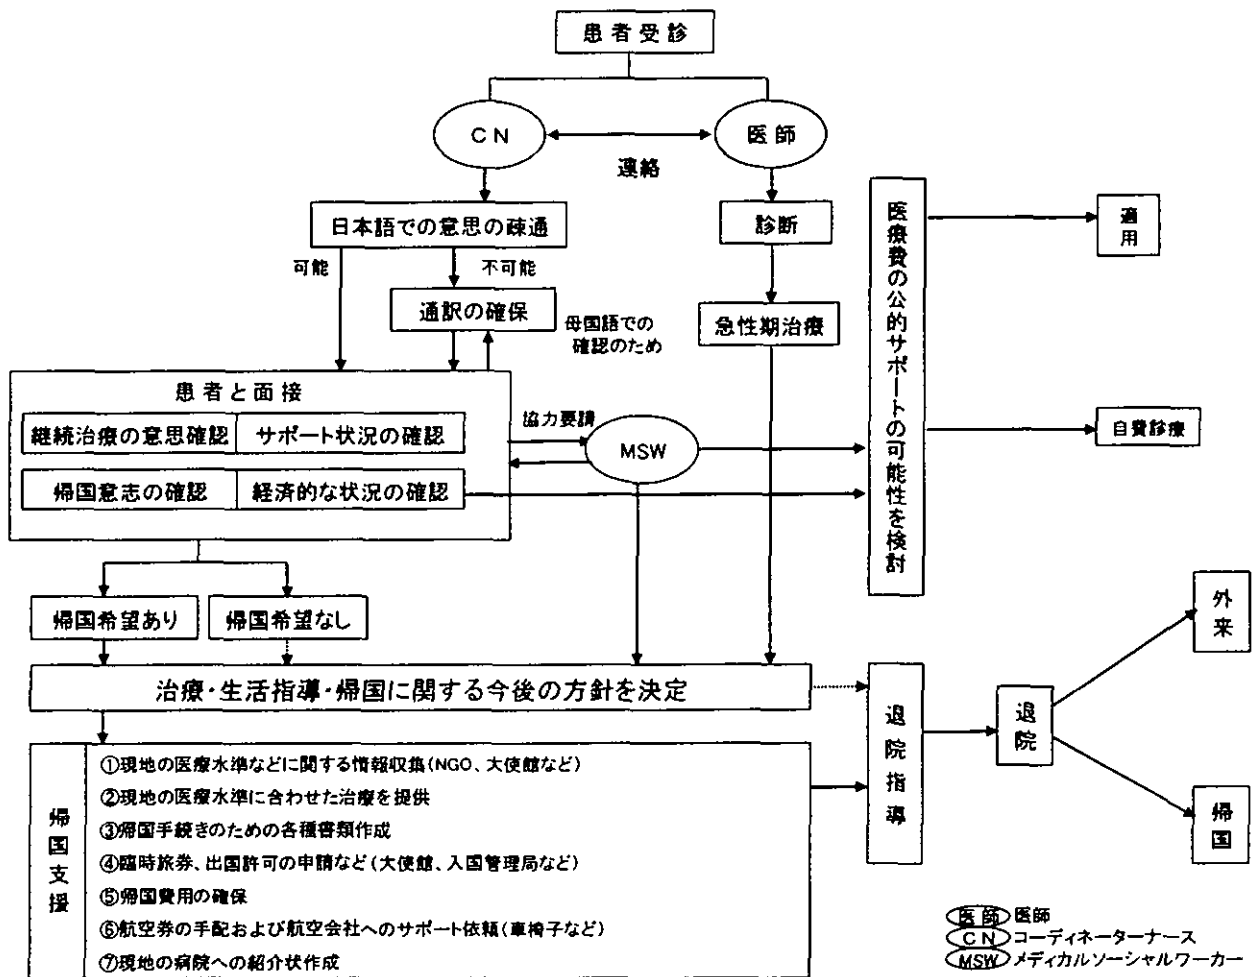 患者受診
CN
医師
連絡
日本語での意思の疎通
診断
可能
不可能
通訳の確保
母国語での
確認のため
急性期治療
医療費の公的サポートの可能性を検討
適用
自費診療
患者と面接
継続治療の意思確認
サポート状況の確認
帰国意志の確認
経済的な状況の確認
協力要請
MSW
帰国希望あり
帰国希望なし
治療・生活指導・帰国に関する今後の方針を決定
退院指導
退院
外来
帰国
帰国支援
①現地の医療水準などに関する情報収集(NGO、大使館など)
②現地の医療水準に合わせた治療を提供
③帰国手続きのための各種書類作成
④臨時旅券、出国許可の申請など(大使館、入国管理局など)
⑤帰国費用の確保
⑥航空券の手配および航空会社へのサポート依頼(車椅子など)
⑦現地の病院への紹介状作成
医師 医師
CN コーディネーターナース
MSW メディカルソーシャルワーカー